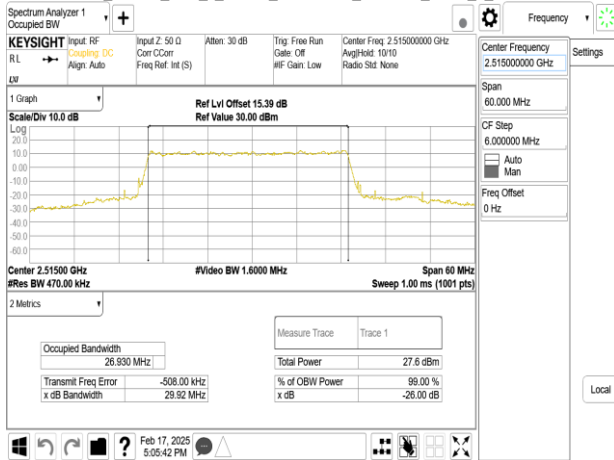 Spectrum Analyzer 1
Occupied BW
Frequency
KEYSIGHT
RL
LXI
Input: RF
Coupling: DC
Align: Auto
Input Z: 50 Ω
Corr CCorr
Freq Ref: Int (S)
Atten: 30 dB
Trig: Free Run
Gate: Off
#IF Gain: Low
Center Freq: 2.515000000 GHz
Avg|Hold: 10/10
Radio Std: None
Center Frequency
2.515000000 GHz
Settings
Span
60.000 MHz
CF Step
6.000000 MHz
Auto
Man
Freq Offset
0 Hz
Local
1 Graph
Scale/Div 10.0 dB
Ref Lvl Offset 15.39 dB
Ref Value 30.00 dBm
Log
20.0
10.0
0.00
-10.0
-20.0
-30.0
-40.0
-50.0
-60.0
Center 2.51500 GHz
#Res BW 470.00 kHz
#Video BW 1.6000 MHz
Span 60 MHz
Sweep 1.00 ms (1001 pts)
2 Metrics
Measure Trace
Trace 1
Occupied Bandwidth
26.930 MHz
Total Power
27.6 dBm
Transmit Freq Error
-508.00 kHz
% of OBW Power
99.00 %
x dB Bandwidth
29.92 MHz
x dB
-26.00 dB
?
Feb 17, 2025
5:05:42 PM